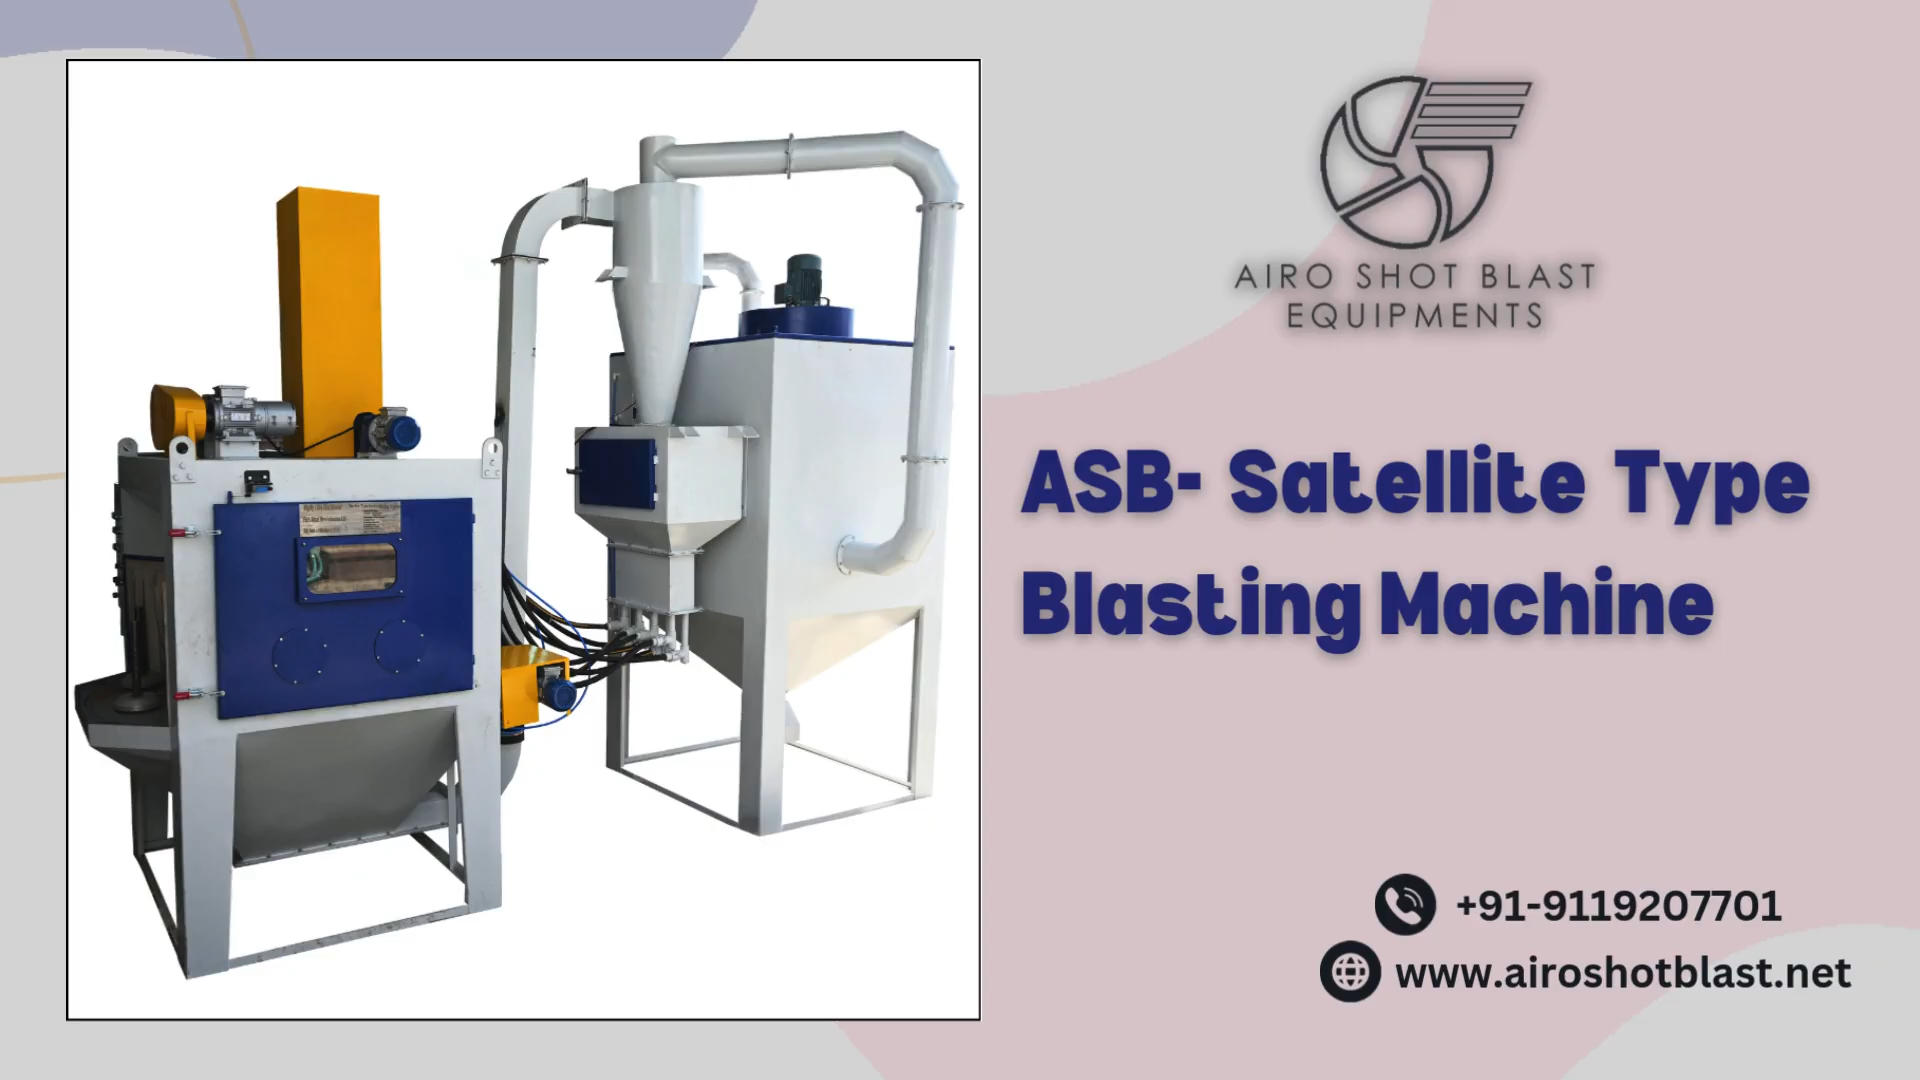 AIRO SHOT BLAST
EQUIPMENTS
ASB- Satellite Type
Blasting Machine
+91-9119207701
www.airoshotblast.net